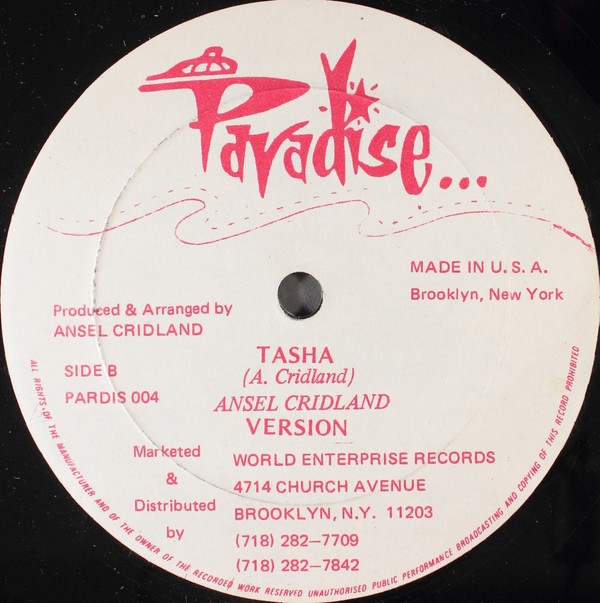 Paradise...
MADE IN U.S.A.
Brooklyn, New York
Produced & Arranged by
ANSEL CRIDLAND
SIDE B
PARDIS 004
TASHA
(A. Cridland)
ANSEL CRIDLAND
VERSION
Marketed
&
Distributed
by
WORLD ENTERPRISE RECORDS
4714 CHURCH AVENUE
BROOKLYN, N.Y. 11203
(718) 282–7709
(718) 282–7842
ALL RIGHTS OF THE MANUFACTURER AND OF THE OWNER OF THE RECORDED WORK RESERVED UNAUTHORISED PUBLIC PERFORMANCE BROADCASTING AND COPYING OF THIS RECORD PROHIBITED